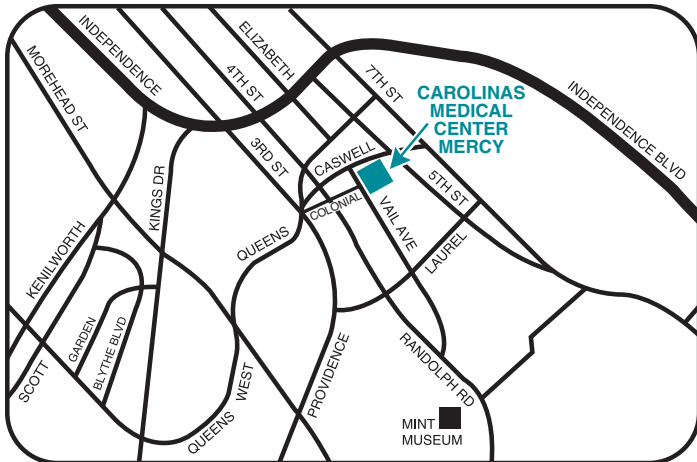 INDEPENDENCE
ELIZABETH
4TH ST
7TH ST
MOREHEAD ST
INDEPENDENCE BLVD
CAROLINAS
MEDICAL
CENTER
MERCY
3RD ST
CASWELL
5TH ST
KINGS DR
COLONIAL
VAIL AVE
QUEENS
LAUREL
KENILWORTH
GARDEN
BLYTHE BLVD
SCOTT
QUEENS
WEST
PROVIDENCE
RANDOLPH RD
MINT
MUSEUM